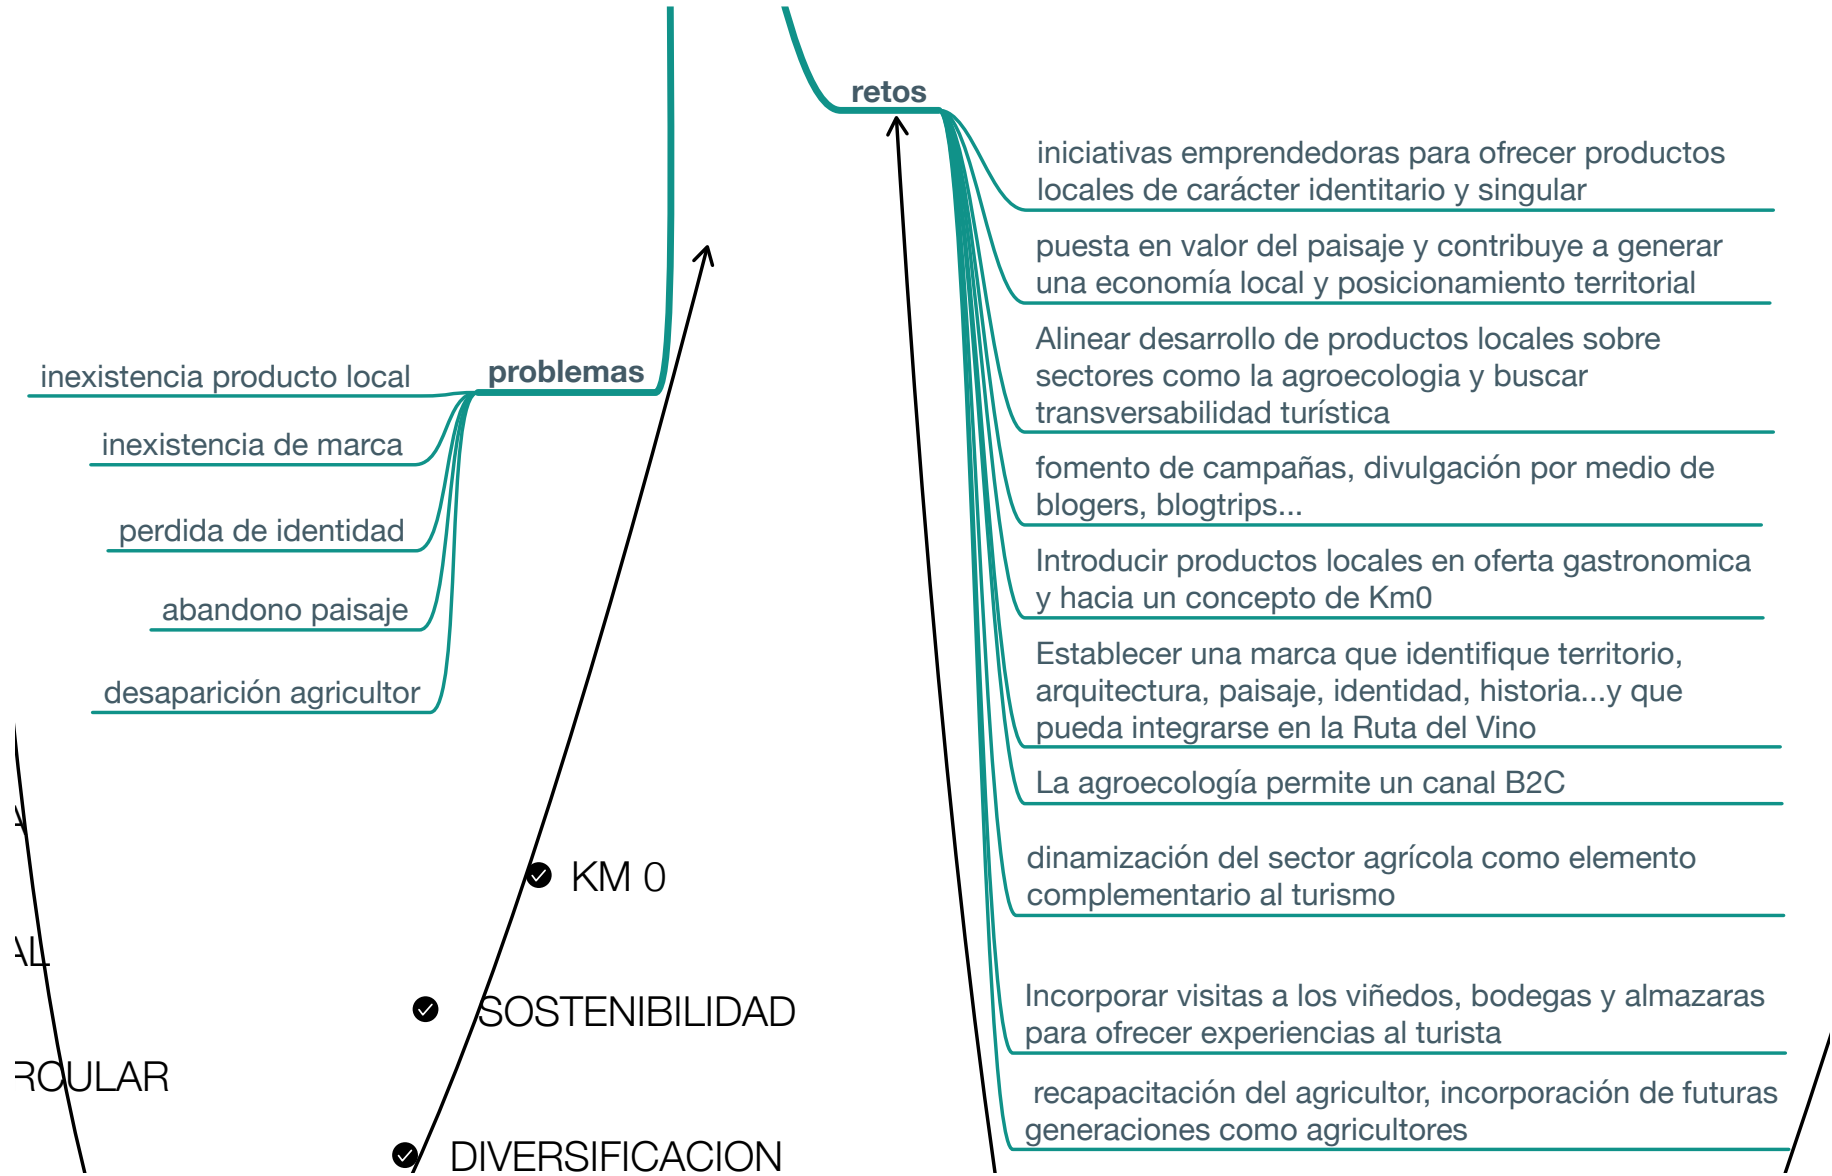 retos
iniciativas emprendedoras para ofrecer productos
locales de carácter identitario y singular
puesta en valor del paisaje y contribuye a generar
una economía local y posicionamiento territorial
Alinear desarrollo de productos locales sobre
sectores como la agroecologia y buscar
transversabilidad turística
fomento de campañas, divulgación por medio de
blogers, blogtrips...
Introducir productos locales en oferta gastronomica
y hacia un concepto de Km0
Establecer una marca que identifique territorio,
arquitectura, paisaje, identidad, historia...y que
pueda integrarse en la Ruta del Vino
La agroecología permite un canal B2C
dinamización del sector agrícola como elemento
complementario al turismo
Incorporar visitas a los viñedos, bodegas y almazaras
para ofrecer experiencias al turista
recapacitación del agricultor, incorporación de futuras
generaciones como agricultores
problemas
inexistencia producto local
inexistencia de marca
perdida de identidad
abandono paisaje
desaparición agricultor
KM 0
SOSTENIBILIDAD
DIVERSIFICACION
RCULAR